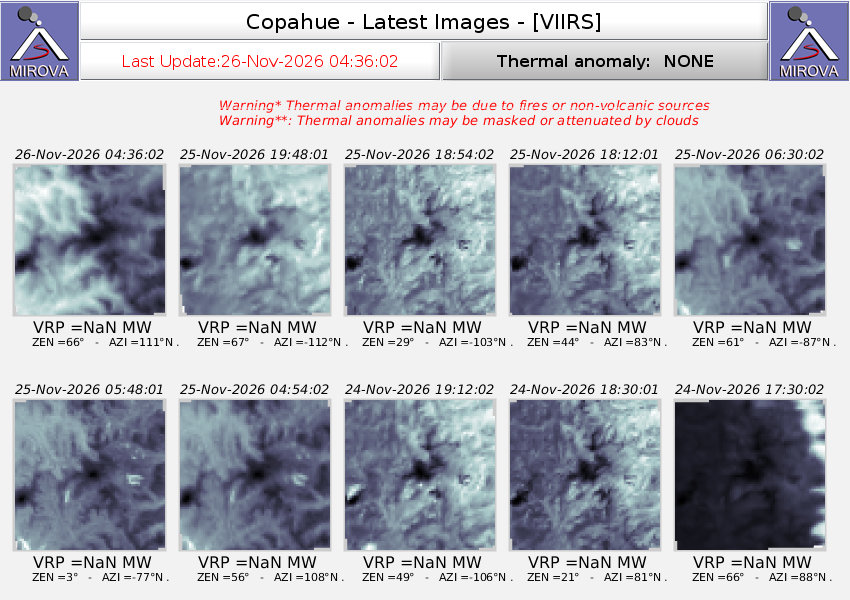 Copahue - Latest Images - [VIIRS]
MIROVA
Last Update:26-Nov-2026 04:36:02
Thermal anomaly: NONE
MIROVA
Warning* Thermal anomalies may be due to fires or non-volcanic sources
Warning**: Thermal anomalies may be masked or attenuated by clouds
26-Nov-2026 04:36:02 25-Nov-2026 19:48:01 25-Nov-2026 18:54:02 25-Nov-2026 18:12:01 25-Nov-2026 06:30:02
VRP =NaN MW VRP =NaN MW VRP =NaN MW VRP =NaN MW VRP =NaN MW
ZEN =66° - AZI =111°N . ZEN =67° - AZI =-112°N . ZEN =29° - AZI =-103°N . ZEN =44° - AZI =83°N . ZEN =61° - AZI =-87°N .
25-Nov-2026 05:48:01 25-Nov-2026 04:54:02 24-Nov-2026 19:12:02 24-Nov-2026 18:30:01 24-Nov-2026 17:30:02
VRP =NaN MW VRP =NaN MW VRP =NaN MW VRP =NaN MW VRP =NaN MW
ZEN =3° - AZI =-77°N . ZEN =56° - AZI =108°N . ZEN =49° - AZI =-106°N . ZEN =21° - AZI =81°N . ZEN =66° - AZI =88°N .